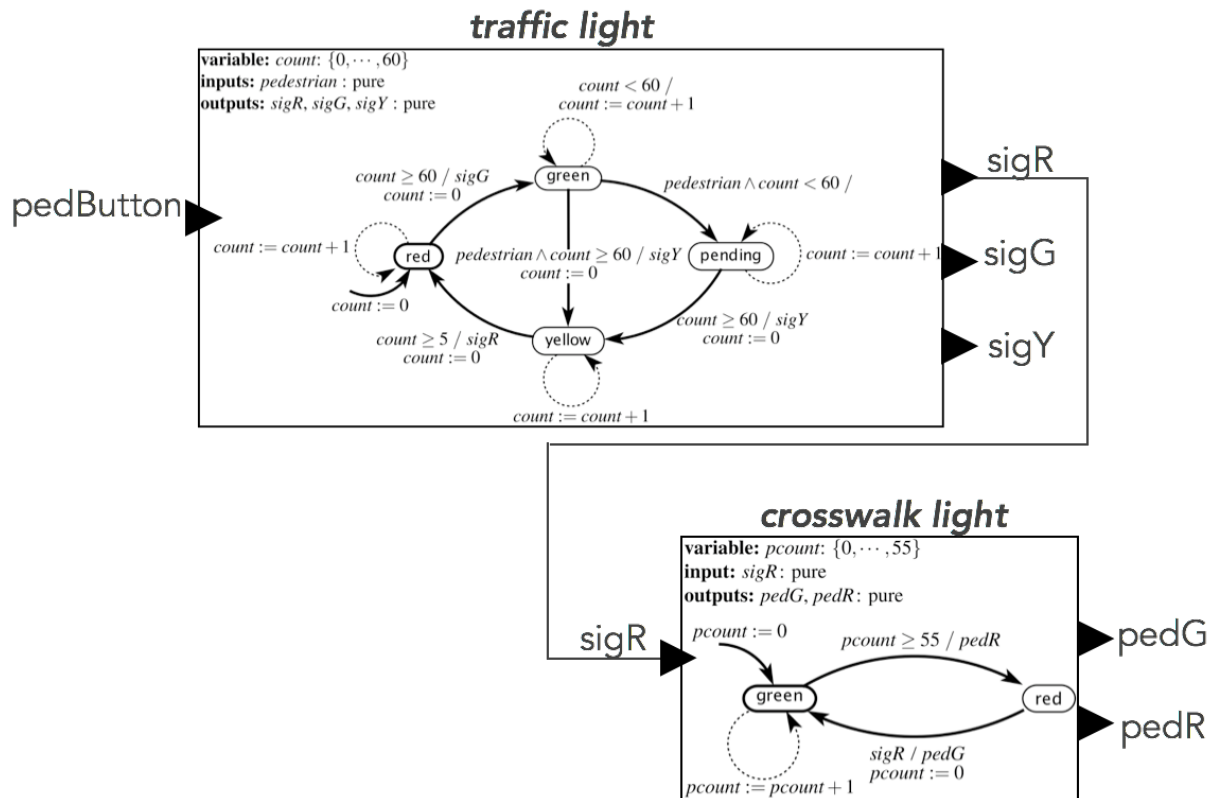 traffic light
variable: count: {0,⋯,60}
inputs: pedestrian : pure
outputs: sigR, sigG, sigY : pure
count < 60 /
count := count + 1
count ≥ 60 / sigG
count := 0
green
pedestrian ∧ count < 60 /
sigR
pedButton
count := count + 1
red
pedestrian ∧ count ≥ 60 / sigY
count := 0
pending
count := count + 1
sigG
count := 0
count ≥ 5 / sigR
count := 0
yellow
count ≥ 60 / sigY
count := 0
sigY
count := count + 1
crosswalk light
variable: pcount: {0,⋯,55}
input: sigR: pure
outputs: pedG, pedR: pure
sigR
pcount := 0
pcount ≥ 55 / pedR
pedG
green
red
sigR / pedG
pcount := 0
pedR
pcount := pcount + 1